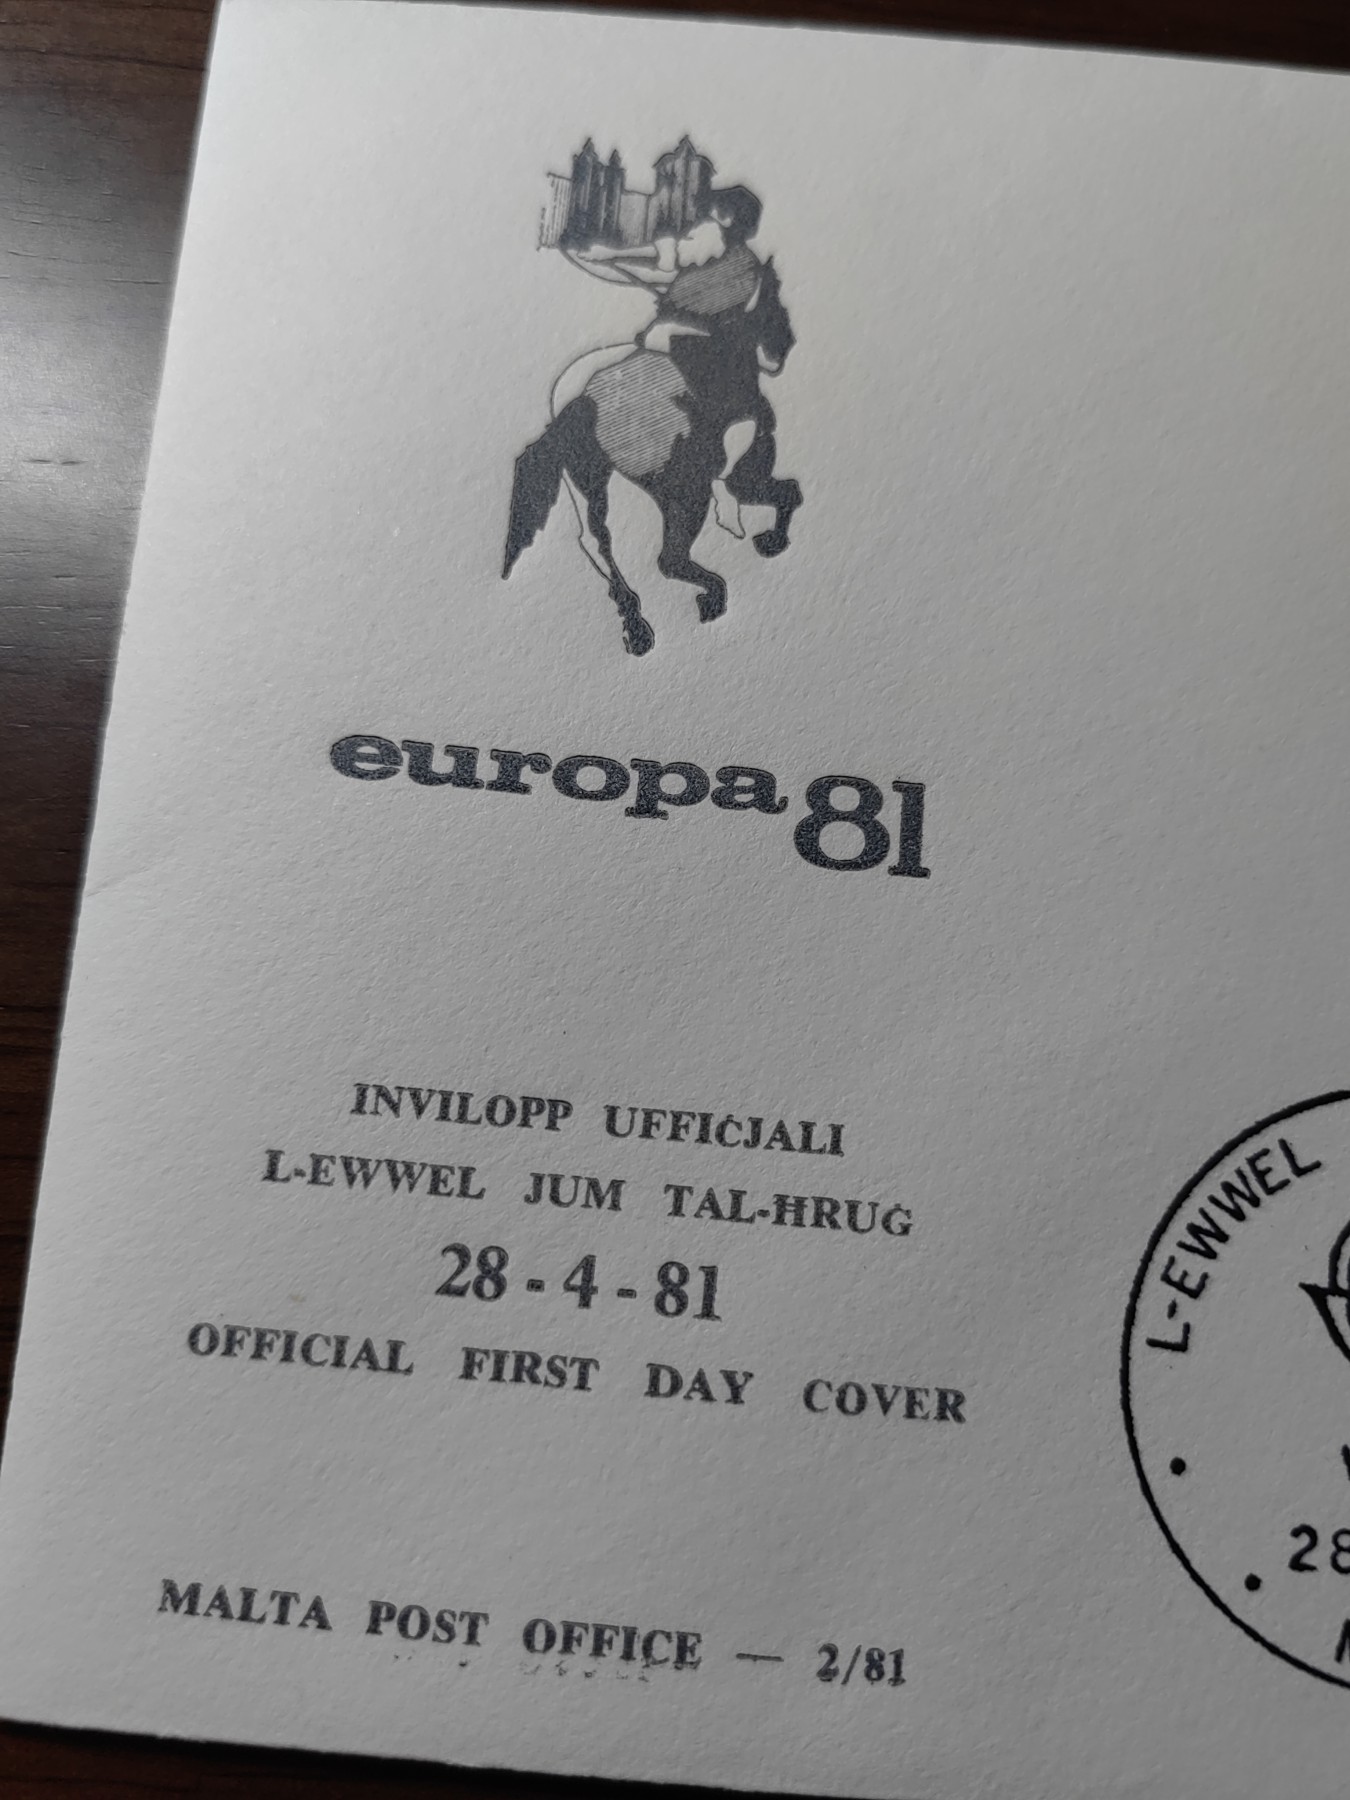 europa 81
INVILOPP UFFIĊJALI
L-EWWEL JUM TAL-ĦRUĠ
28 - 4 - 81
OFFICIAL FIRST DAY COVER
MALTA POST OFFICE — 2/81
L-EWWEL
28